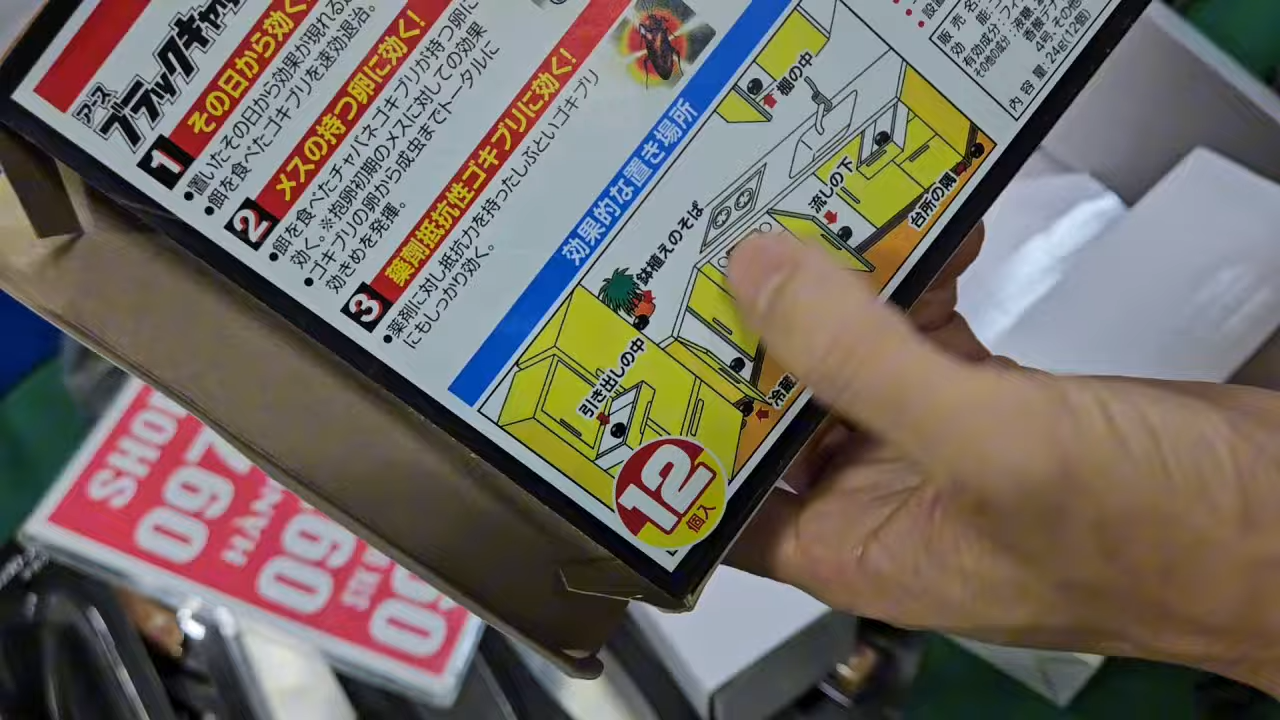 アース
ブラックキャッ
1 その日から効く
●置いたその日から効果が現れる
●餌を食べたゴキブリを速効退治。
2 メスの持つ卵に効く!
●餌を食べたチャバネゴキブリが持つ卵に
効く。※抱卵初期のメスに対しての効果
●ゴキブリの卵から成虫までトータルに
効きめを発揮。
3 薬剤抵抗性ゴキブリに効く!
●薬剤に対し抵抗力を持ったしぶといゴキブリ
にもしっかり効く。
効果的な置き場所
棚の中
流しの下
台所の隅
鉢植えのそば
引き出しの中
冷蔵
12
個入
販売名
有効成分:フィ
その他の成分
内容量:24g(12個)
SHO
097
HAN
09
09